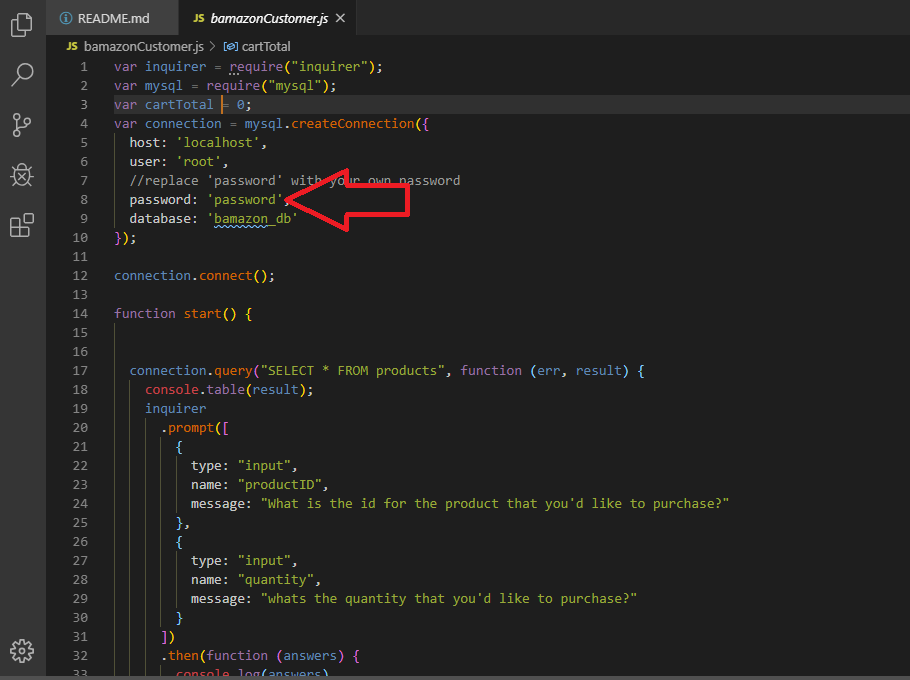 README.md
JS bamazonCustomer.js
JS bamazonCustomer.js > cartTotal
1 var inquirer = require("inquirer");
2 var mysql = require("mysql");
3 var cartTotal = 0;
4 var connection = mysql.createConnection({
5 host: 'localhost',
6 user: 'root',
7 //replace 'password' with your own password
8 password: 'password',
9 database: 'bamazon_db'
10 });
11
12 connection.connect();
13
14 function start() {
15
16
17 connection.query("SELECT * FROM products", function (err, result) {
18 console.table(result);
19 inquirer
20 .prompt([
21 {
22 type: "input",
23 name: "productID",
24 message: "What is the id for the product that you'd like to purchase?"
25 },
26 {
27 type: "input",
28 name: "quantity",
29 message: "whats the quantity that you'd like to purchase?"
30 }
31 ])
32 .then(function (answers) {
33 console.log(answers)